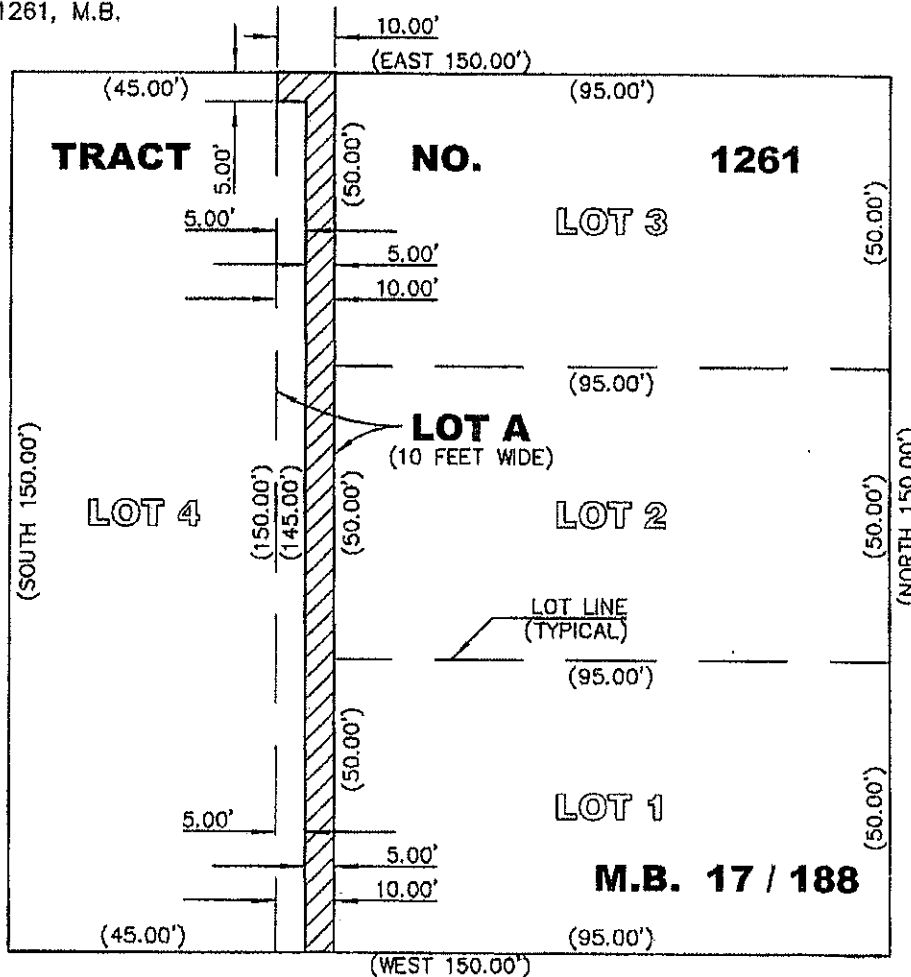 1261, M.B.
10.00'
(EAST 150.00')
(45.00')
(95.00')
TRACT NO. 1261
5.00'
(50.00')
LOT 3
(50.00')
5.00'
5.00'
10.00'
(95.00')
LOT A
(10 FEET WIDE)
(SOUTH 150.00')
LOT 4
(150.00')
(145.00')
(50.00')
LOT 2
(50.00')
(NORTH 150.00')
LOT LINE
(TYPICAL)
(95.00')
(50.00')
LOT 1
(50.00')
5.00'
5.00'
10.00'
M.B. 17 / 188
(45.00')
(95.00')
(WEST 150.00')